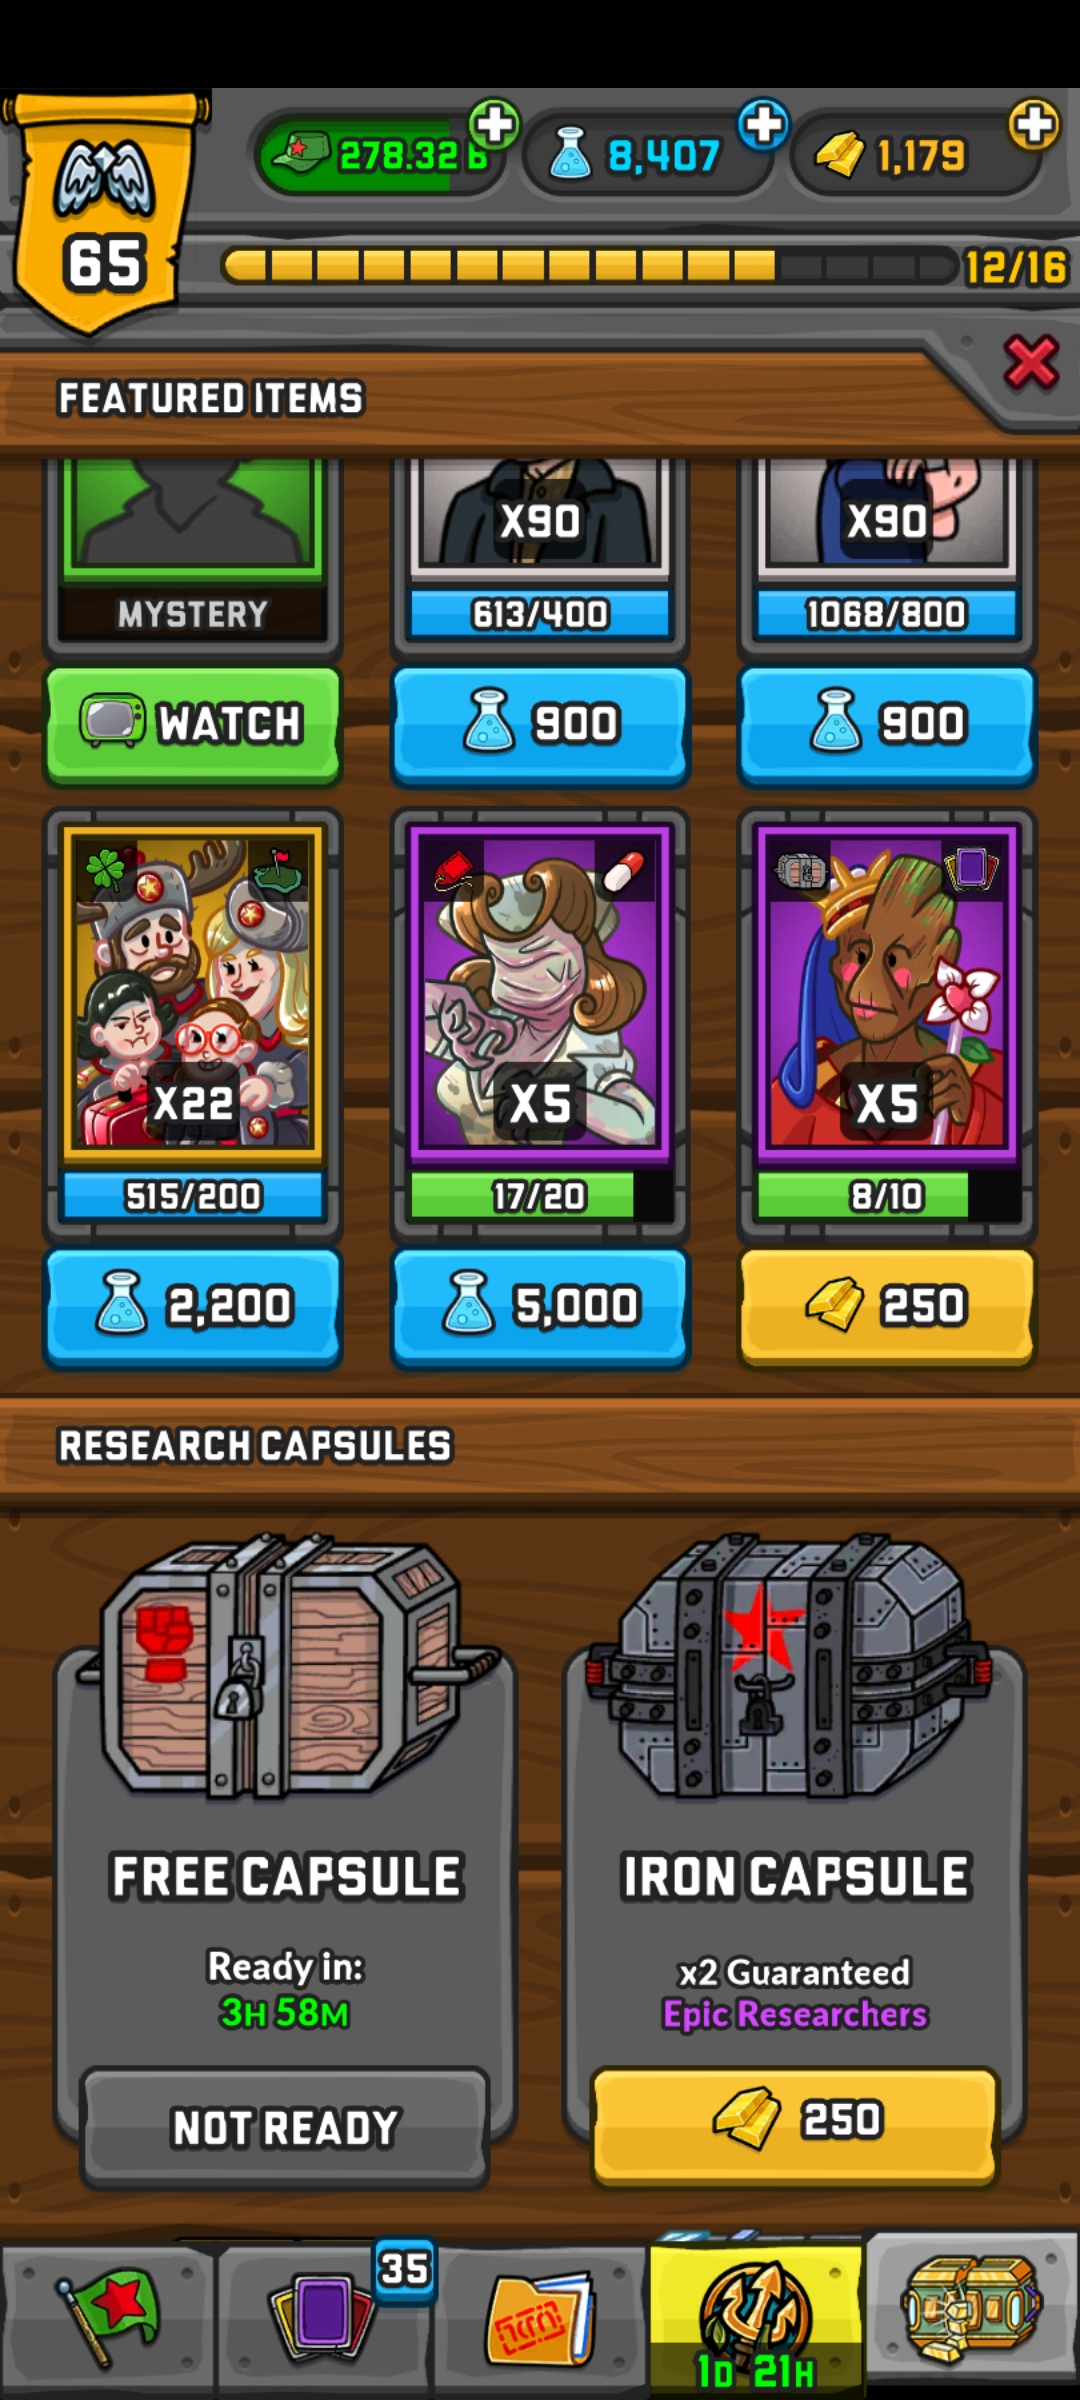 278.32 B
8,407
1,179
65
12/16
FEATURED ITEMS
X90
X90
MYSTERY
613/400
1068/800
WATCH
900
900
X22
X5
X5
515/200
17/20
8/10
2,200
5,000
250
RESEARCH CAPSULES
FREE CAPSULE
IRON CAPSULE
Ready in:
3H 58M
x2 Guaranteed
Epic Researchers
NOT READY
250
35
1D 21H